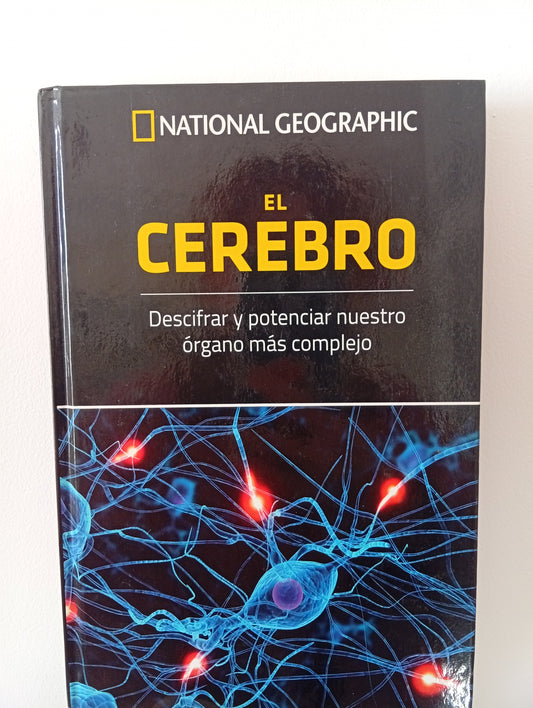 NATIONAL GEOGRAPHIC
EL
CEREBRO
Descifrar y potenciar nuestro
órgano más complejo